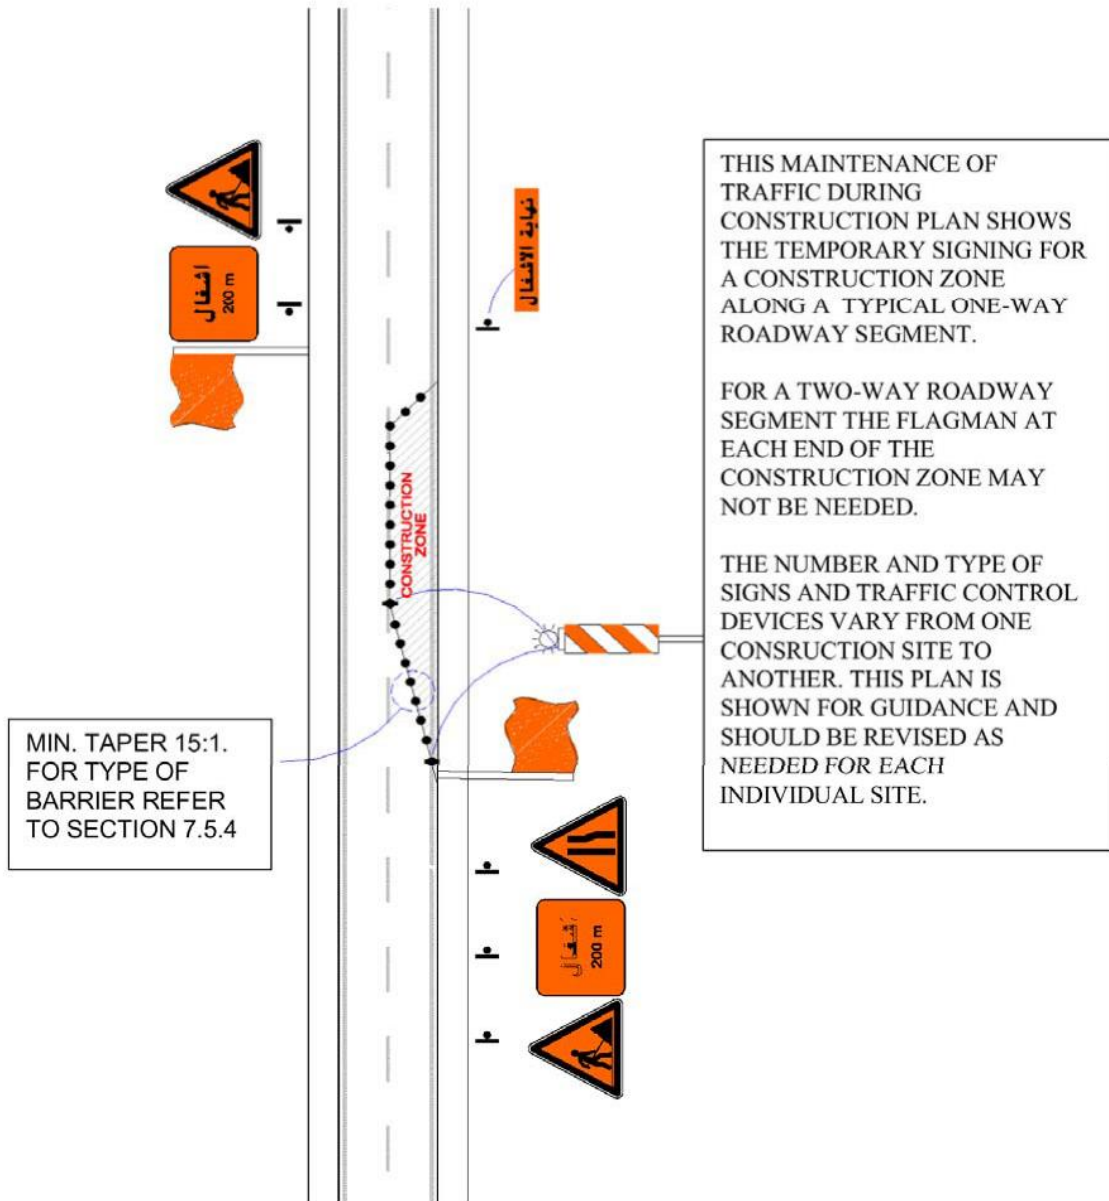 اشغال
200 m
نهاية الاشغال
CONSTRUCTION
ZONE
MIN. TAPER 15:1.
FOR TYPE OF
BARRIER REFER
TO SECTION 7.5.4
اشغال
200 m
THIS MAINTENANCE OF
TRAFFIC DURING
CONSTRUCTION PLAN SHOWS
THE TEMPORARY SIGNING FOR
A CONSTRUCTION ZONE
ALONG A TYPICAL ONE-WAY
ROADWAY SEGMENT.
FOR A TWO-WAY ROADWAY
SEGMENT THE FLAGMAN AT
EACH END OF THE
CONSTRUCTION ZONE MAY
NOT BE NEEDED.
THE NUMBER AND TYPE OF
SIGNS AND TRAFFIC CONTROL
DEVICES VARY FROM ONE
CONSRUCTION SITE TO
ANOTHER. THIS PLAN IS
SHOWN FOR GUIDANCE AND
SHOULD BE REVISED AS
NEEDED FOR EACH
INDIVIDUAL SITE.